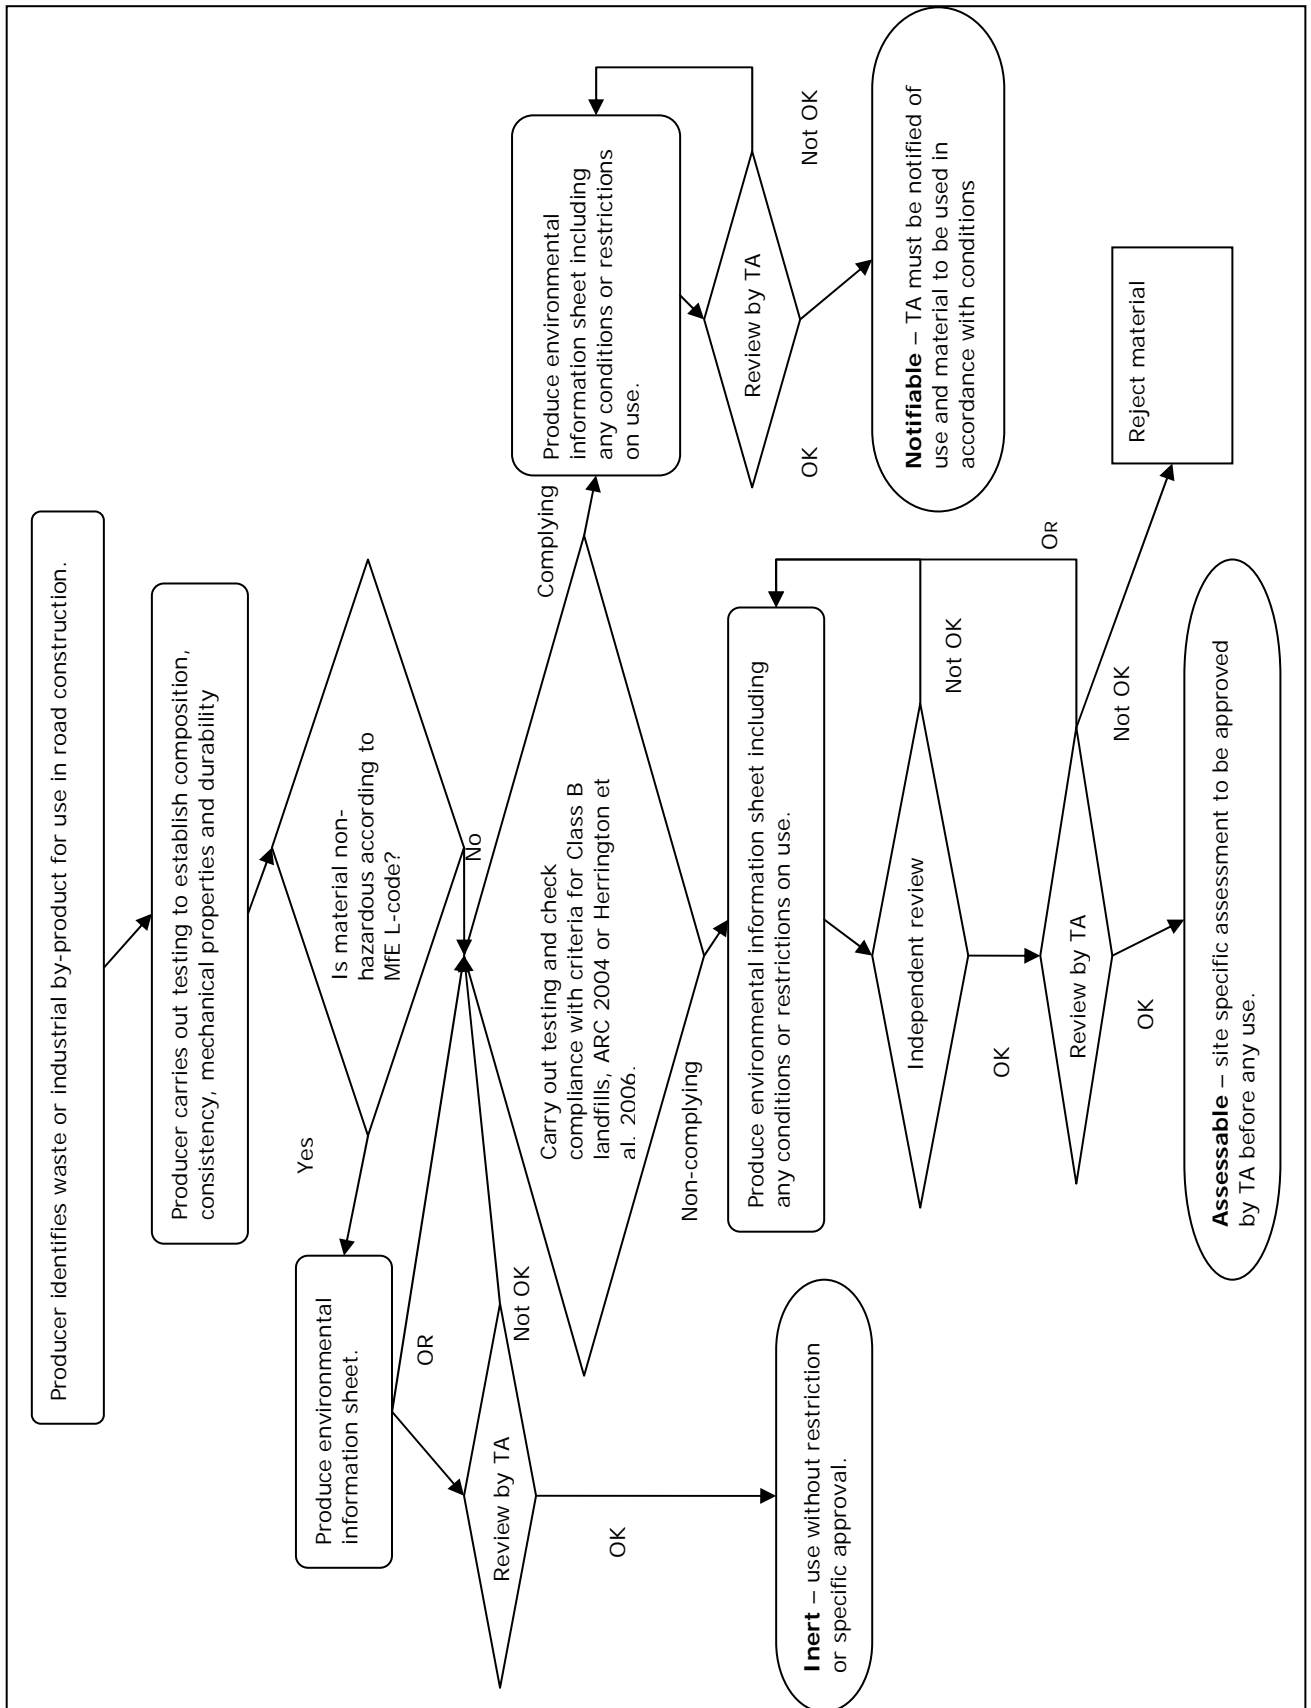 Producer identifies waste or industrial by-product for use in road construction.
Producer carries out testing to establish composition,
consistency, mechanical properties and durability
Is material non-
hazardous according to
MfE L-code?
Yes
No
Produce environmental
information sheet.
OR
Review by TA
Not OK
OK
Inert – use without restriction
or specific approval.
Carry out testing and check
compliance with criteria for Class B
landfills, ARC 2004 or Herrington et
al. 2006.
Complying
Non-complying
Produce environmental
information sheet including
any conditions or restrictions
on use.
Review by TA
OK
Not OK
Notifiable – TA must be notified of
use and material to be used in
accordance with conditions
Produce environmental information sheet including
any conditions or restrictions on use.
Independent review
Not OK
OK
Review by TA
OR
Not OK
OK
Reject material
Assessable – site specific assessment to be approved
by TA before any use.